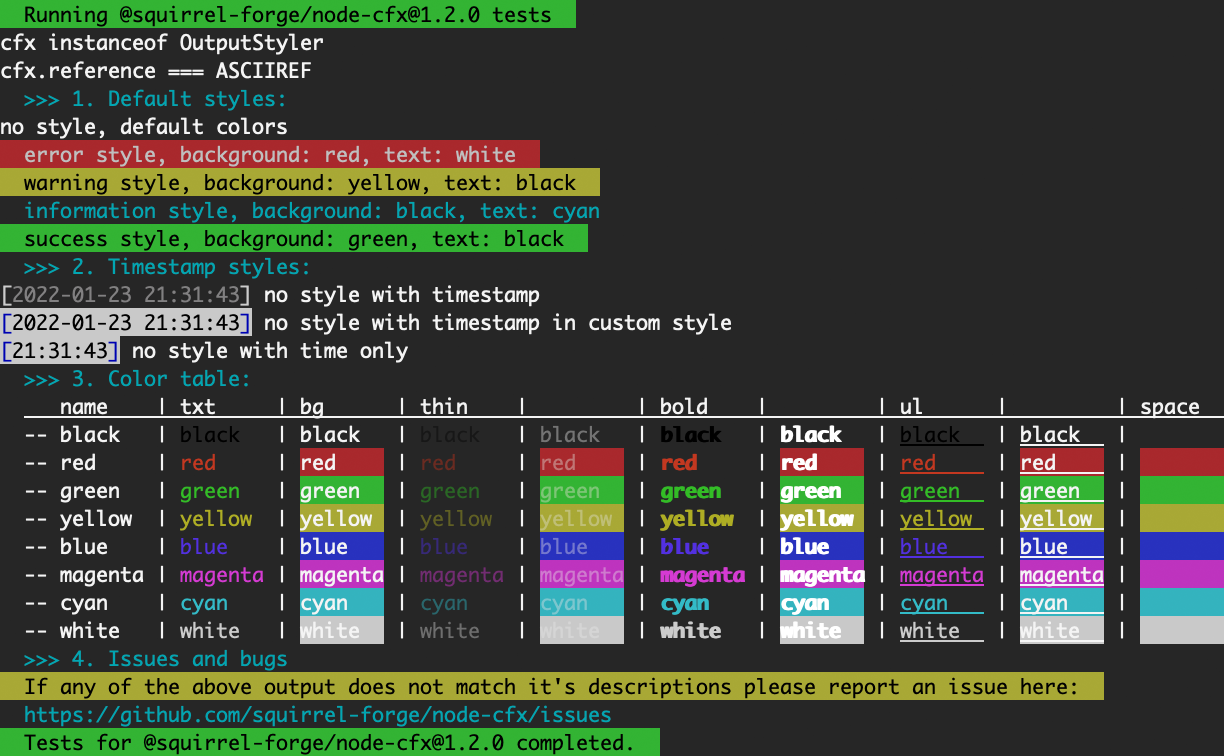 Running @squirrel-forge/node-cfx@1.2.0 tests
cfx instanceof OutputStyler
cfx.reference === ASCIIREF
>>> 1. Default styles:
no style, default colors
error style, background: red, text: white
warning style, background: yellow, text: black
information style, background: black, text: cyan
success style, background: green, text: black
>>> 2. Timestamp styles:
[2022-01-23 21:31:43] no style with timestamp
[2022-01-23 21:31:43] no style with timestamp in custom style
[21:31:43] no style with time only
>>> 3. Color table:
name | txt | bg | thin | | bold | | ul | | space
-- black | black | black | black | black | black | black | black | black |
-- red | red | red | red | red | red | red | red | red |
-- green | green | green | green | green | green | green | green | green |
-- yellow | yellow | yellow | yellow | yellow | yellow | yellow | yellow | yellow |
-- blue | blue | blue | blue | blue | blue | blue | blue | blue |
-- magenta | magenta | magenta | magenta | magenta | magenta | magenta | magenta | magenta |
-- cyan | cyan | cyan | cyan | cyan | cyan | cyan | cyan | cyan |
-- white | white | white | white | white | white | white | white | white |
>>> 4. Issues and bugs
If any of the above output does not match it's descriptions please report an issue here:
https://github.com/squirrel-forge/node-cfx/issues
Tests for @squirrel-forge/node-cfx@1.2.0 completed.